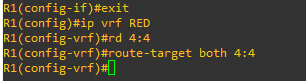 R1(config-if)#exit
R1(config)#ip vrf RED
R1(config-vrf)#rd 4:4
R1(config-vrf)#route-target both 4:4
R1(config-vrf)#